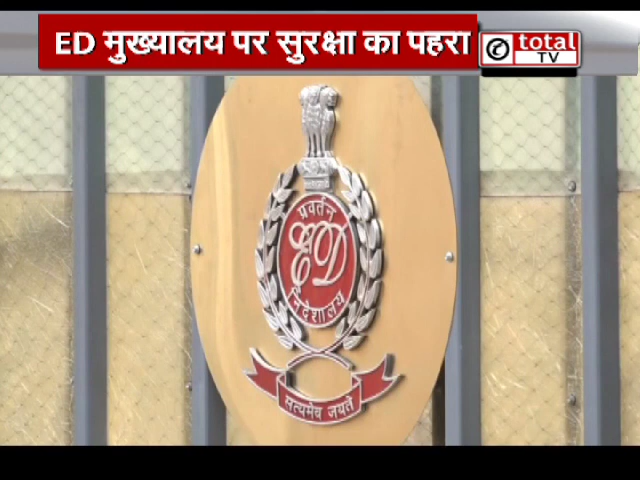 ED मुख्यालय पर सुरक्षा का पहरा
total
TV
प्रवर्तन
ED
निदेशालय
सत्यमेव जयते